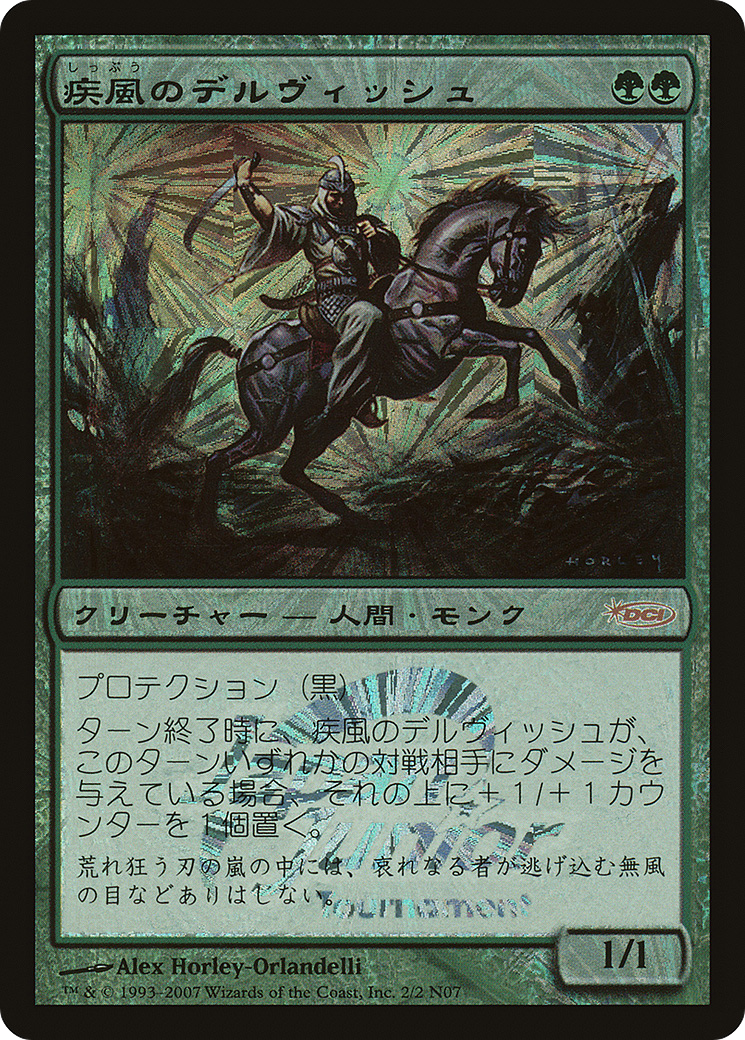 しっぷう
疾風のデルヴィッシュ
HORLEY
クリーチャー — 人間・モンク
DCI
プロテクション（黒）
ターン終了時に、疾風のデルヴィッシュが、
このターンいずれかの対戦相手にダメージを
与えている場合、それの上に＋１/＋１カウ
ンターを１個置く。
荒れ狂う刃の嵐の中には、哀れなる者が逃げ込む無風
の目などありはしない。
Junior
Tournament
1/1
Alex Horley-Orlandelli
™ & © 1993–2007 Wizards of the Coast, Inc. 2/2 N07